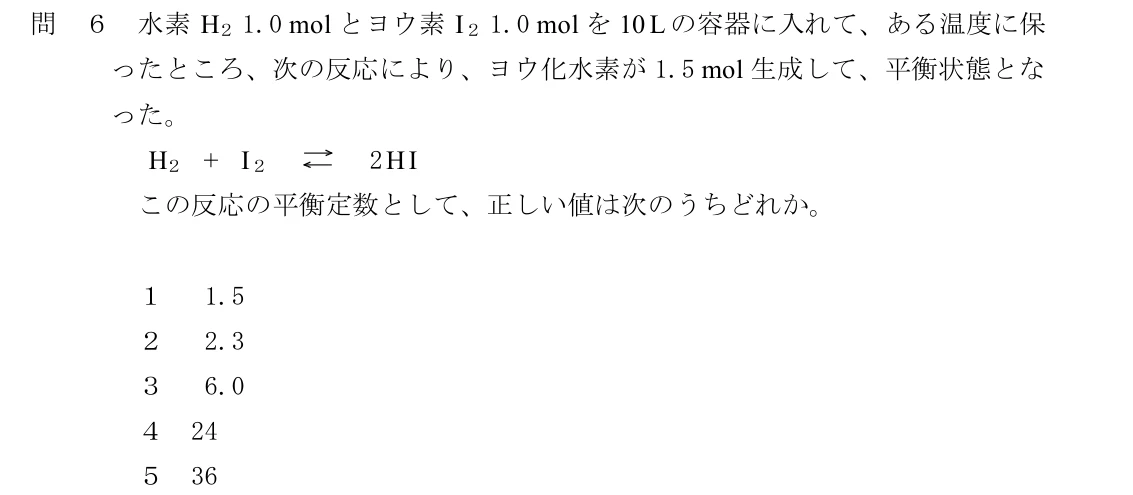 問　６　水素 H₂ 1.0 mol とヨウ素 I₂ 1.0 mol を 10 L の容器に入れて、ある温度に保
ったところ、次の反応により、ヨウ化水素が 1.5 mol 生成して、平衡状態とな
った。
H₂ + I₂ ⇄ 2HI
この反応の平衡定数として、正しい値は次のうちどれか。
１　1.5
２　2.3
３　6.0
４　24
５　36